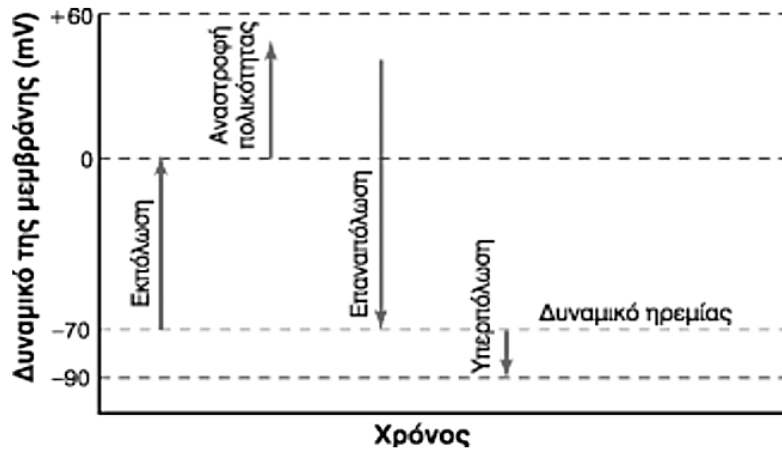 Δυναμικό της μεμβράνης (mV)
+60
0
−70
−90
Εκπόλωση
Αναστροφή
πολικότητας
Επαναπόλωση
Υπερπόλωση
Δυναμικό ηρεμίας
Χρόνος